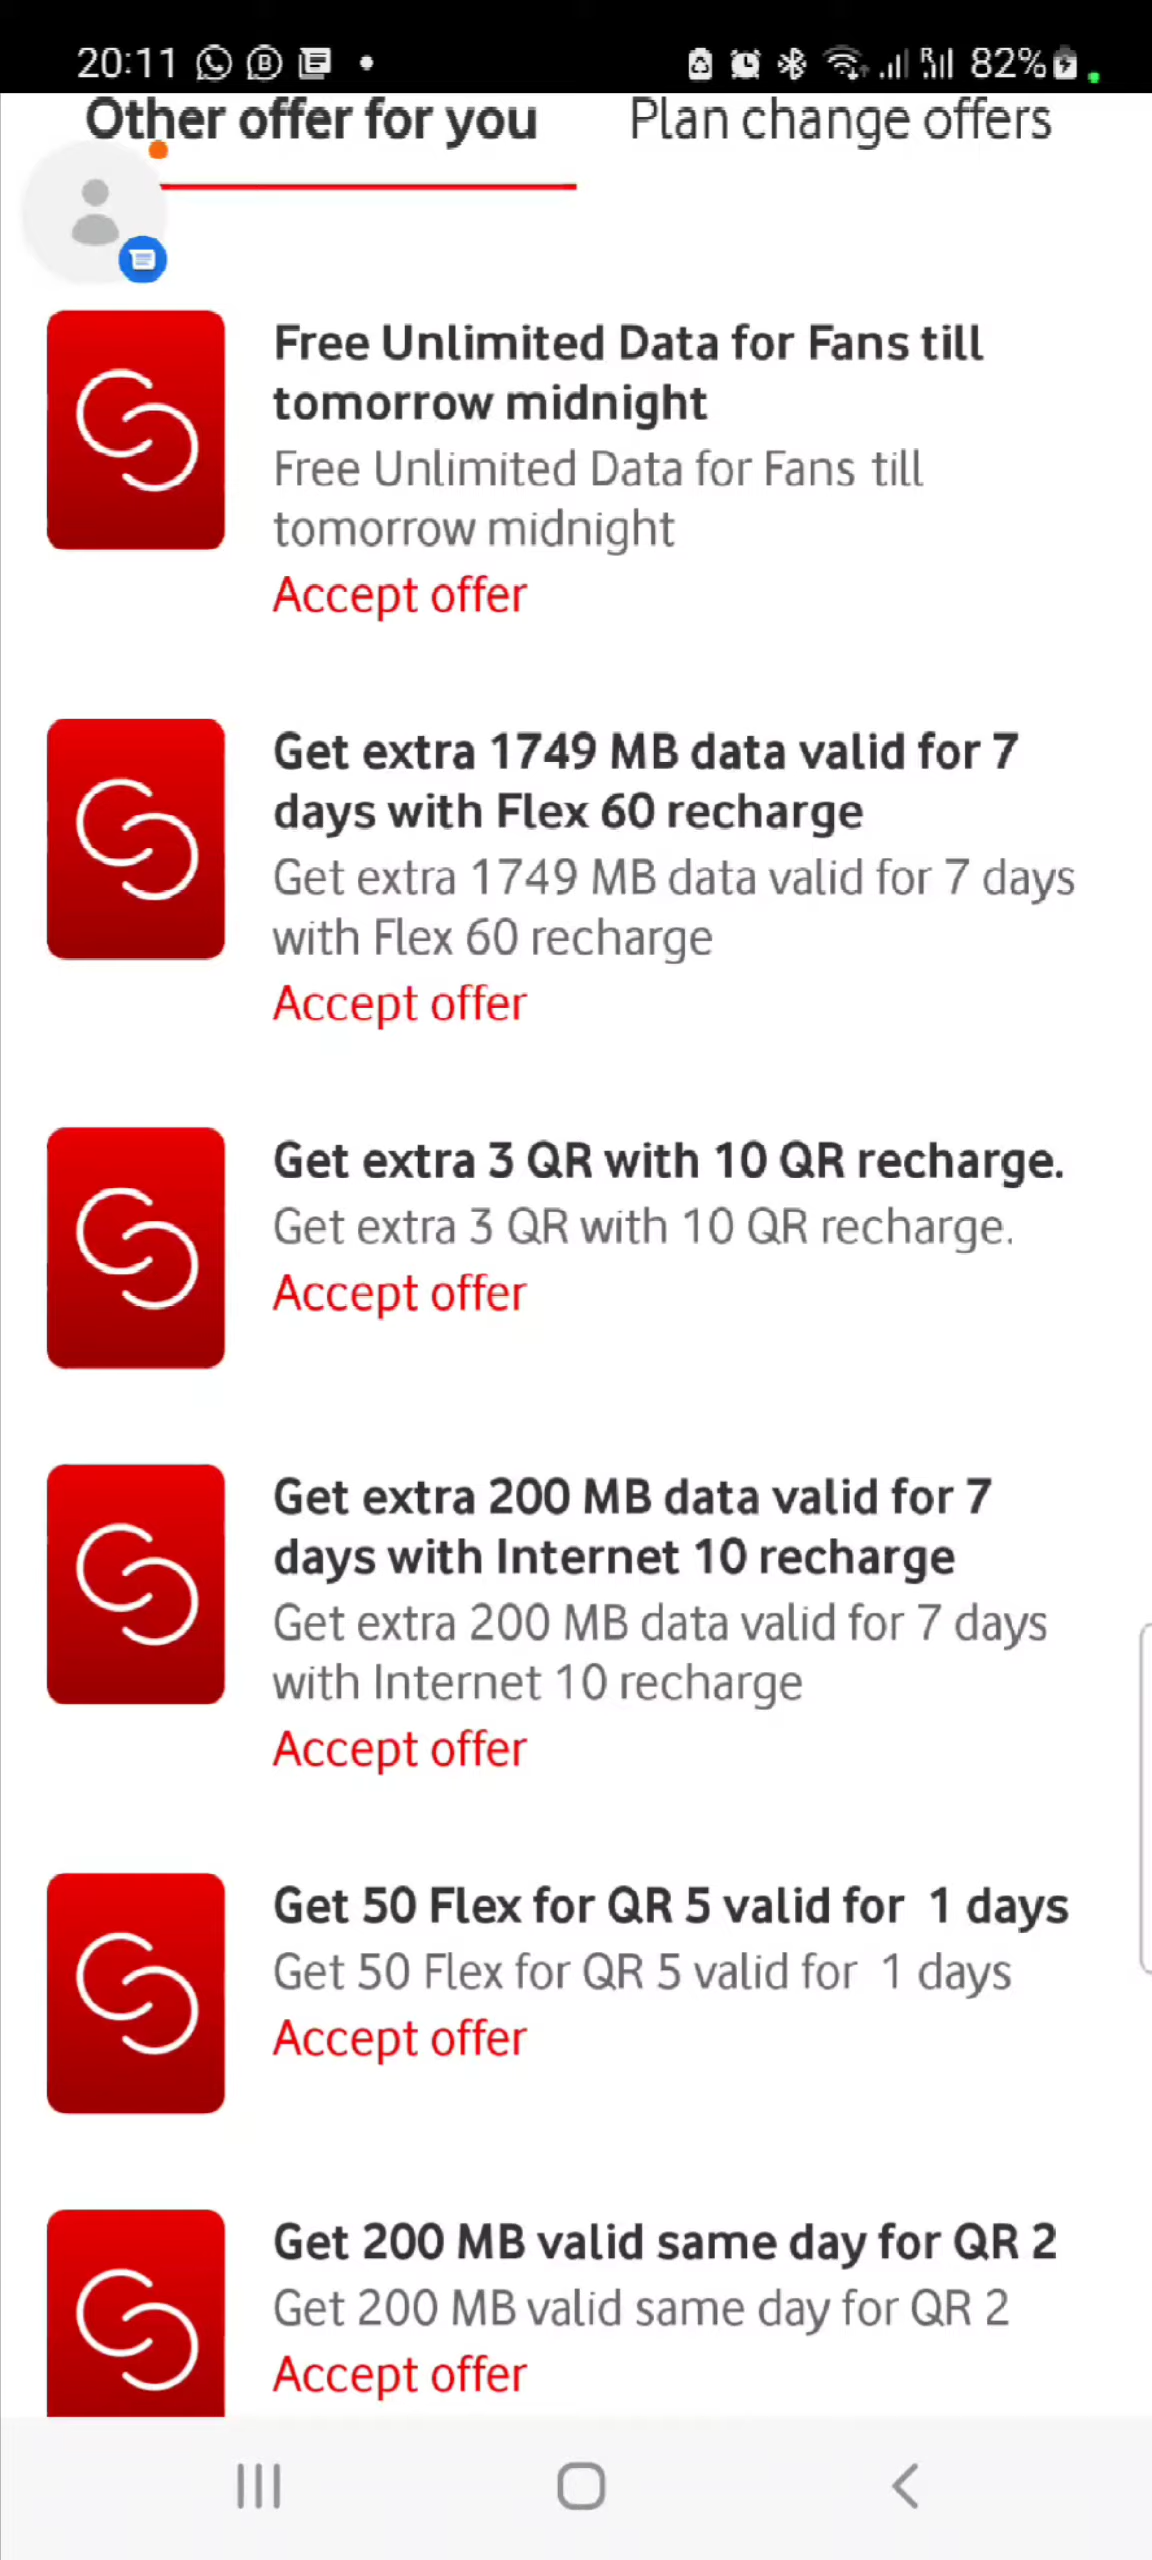 20:11
82%
Other offer for you
Plan change offers
Free Unlimited Data for Fans till
tomorrow midnight
Free Unlimited Data for Fans till
tomorrow midnight
Accept offer
Get extra 1749 MB data valid for 7
days with Flex 60 recharge
Get extra 1749 MB data valid for 7 days
with Flex 60 recharge
Accept offer
Get extra 3 QR with 10 QR recharge.
Get extra 3 QR with 10 QR recharge.
Accept offer
Get extra 200 MB data valid for 7
days with Internet 10 recharge
Get extra 200 MB data valid for 7 days
with Internet 10 recharge
Accept offer
Get 50 Flex for QR 5 valid for  1 days
Get 50 Flex for QR 5 valid for  1 days
Accept offer
Get 200 MB valid same day for QR 2
Get 200 MB valid same day for QR 2
Accept offer